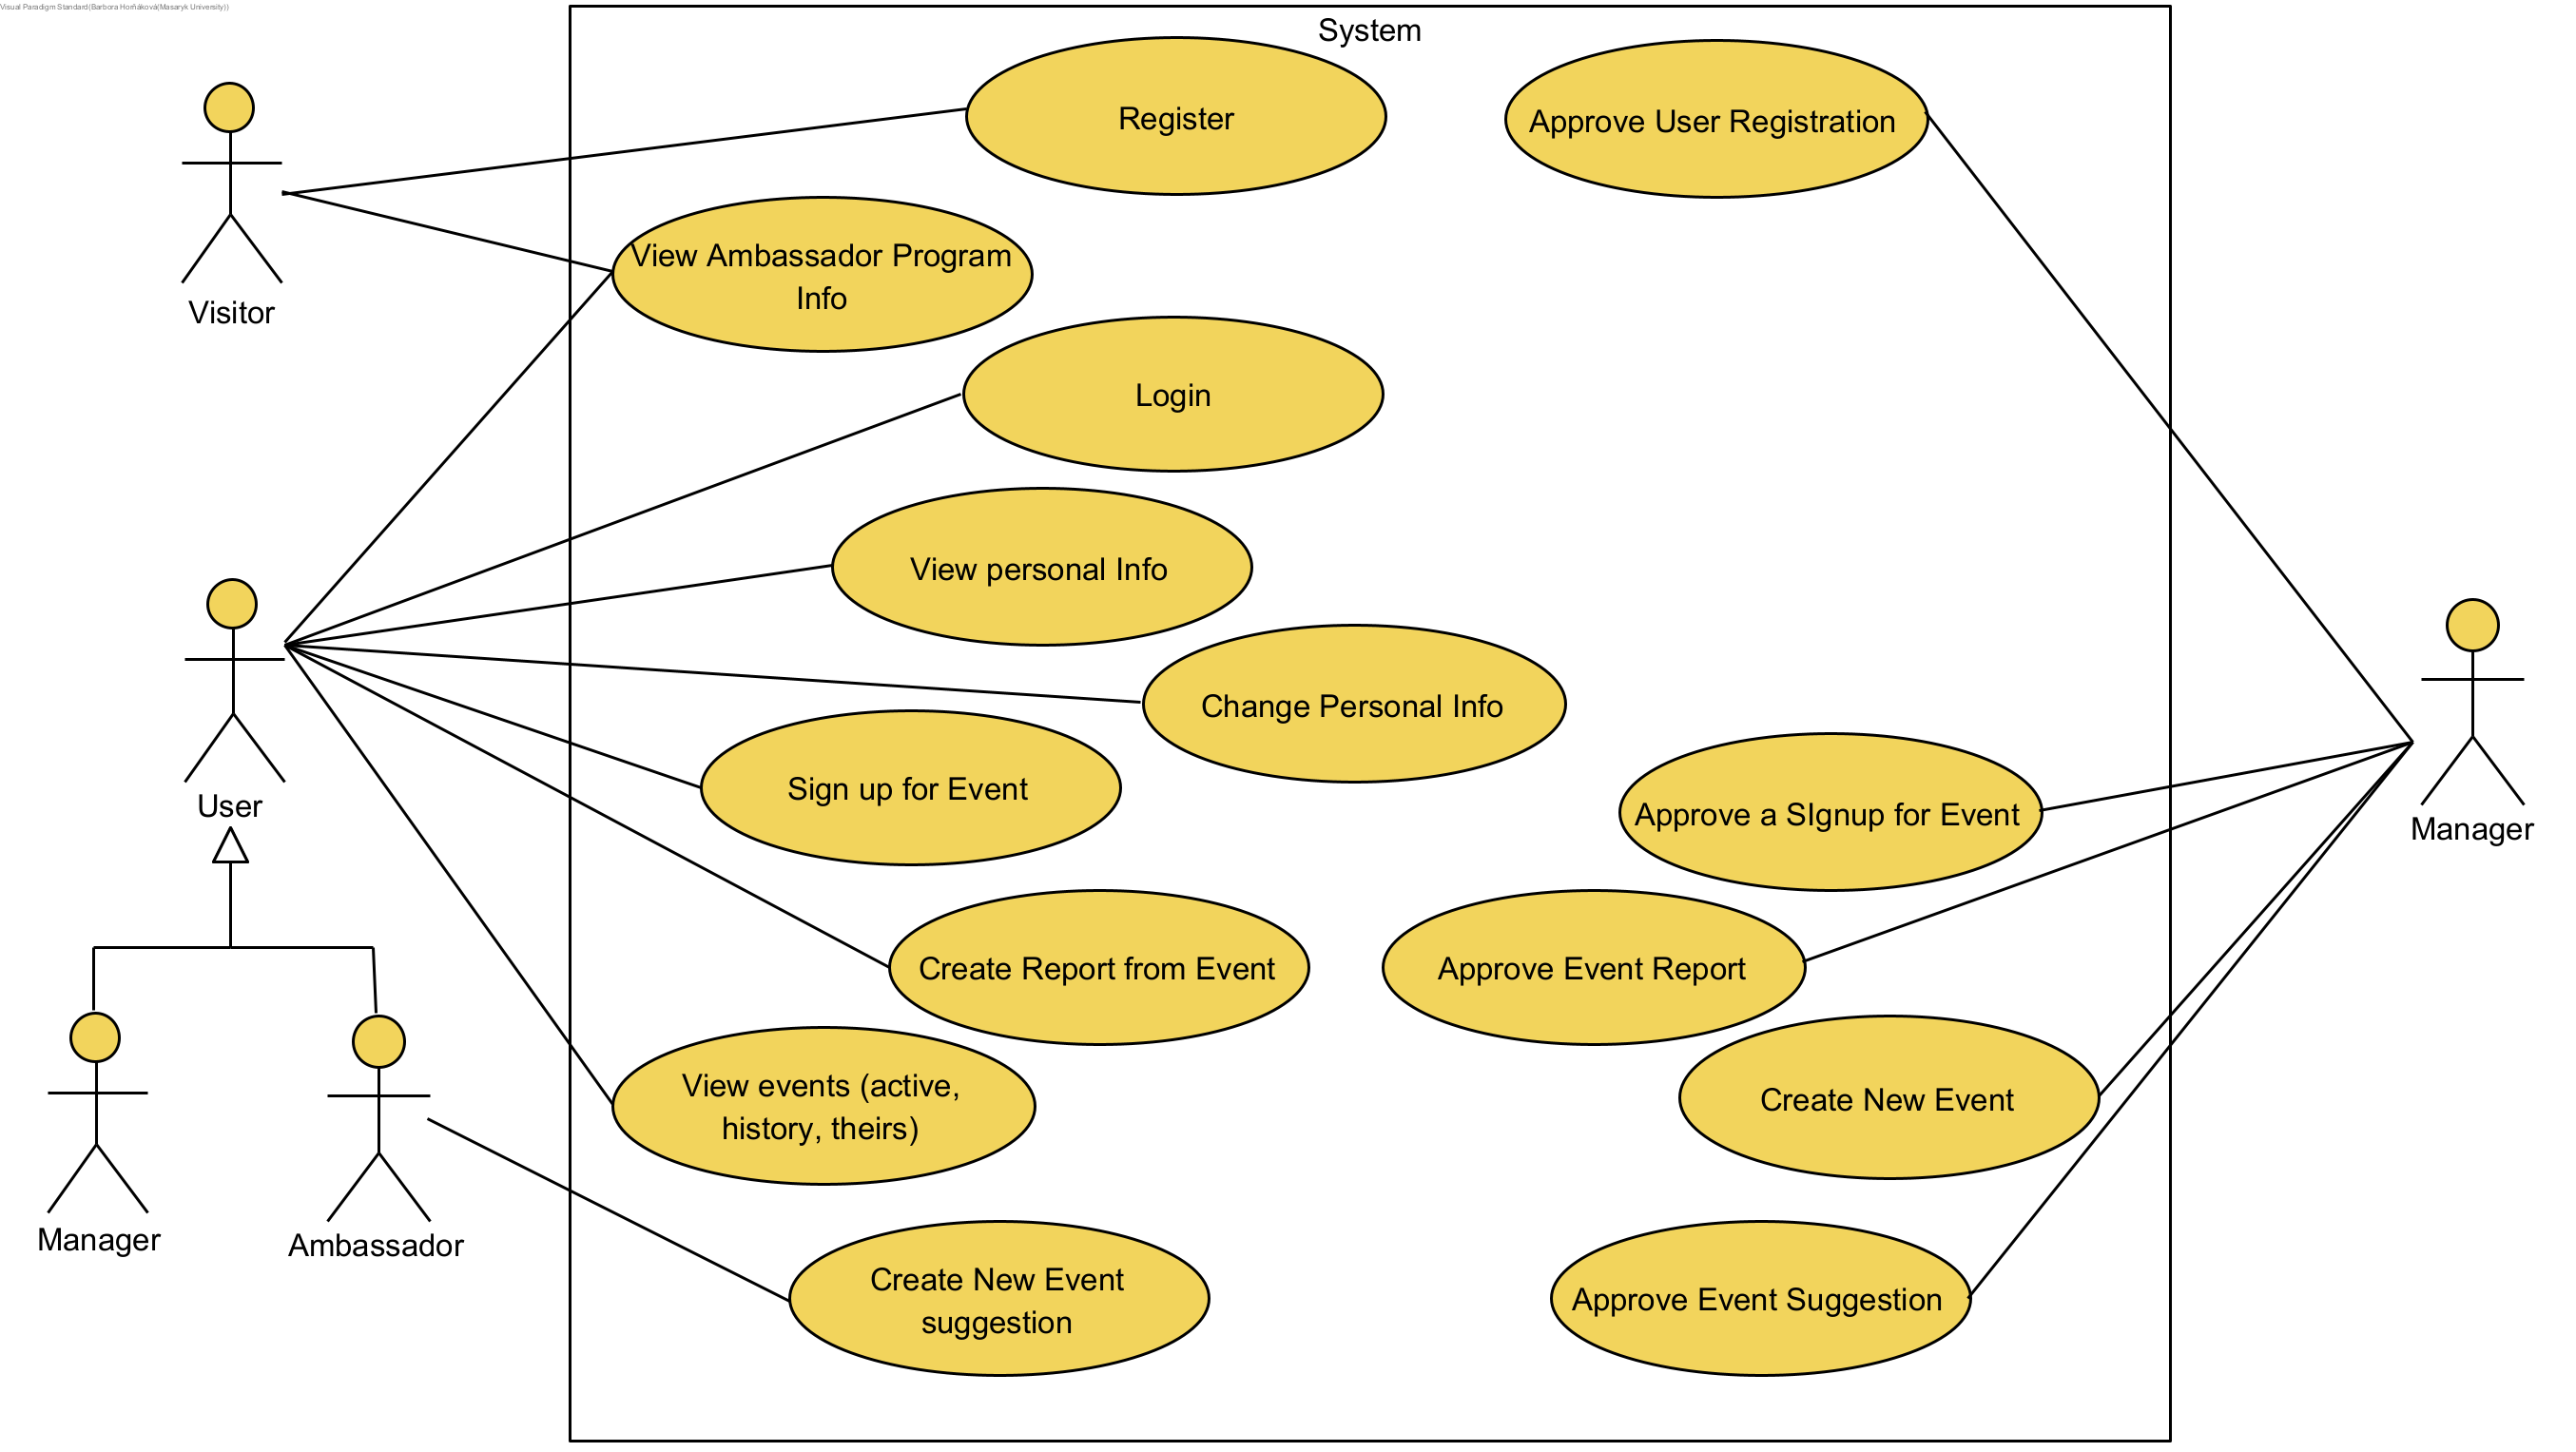 Visual Paradigm Standard(Barbora Horňáková(Masaryk University))
System
Register
Approve User Registration
View Ambassador Program
Info
Visitor
Login
View personal Info
Change Personal Info
Sign up for Event
User
Approve a SIgnup for Event
Manager
Create Report from Event
Approve Event Report
View events (active,
history, theirs)
Create New Event
Manager
Ambassador
Create New Event
suggestion
Approve Event Suggestion